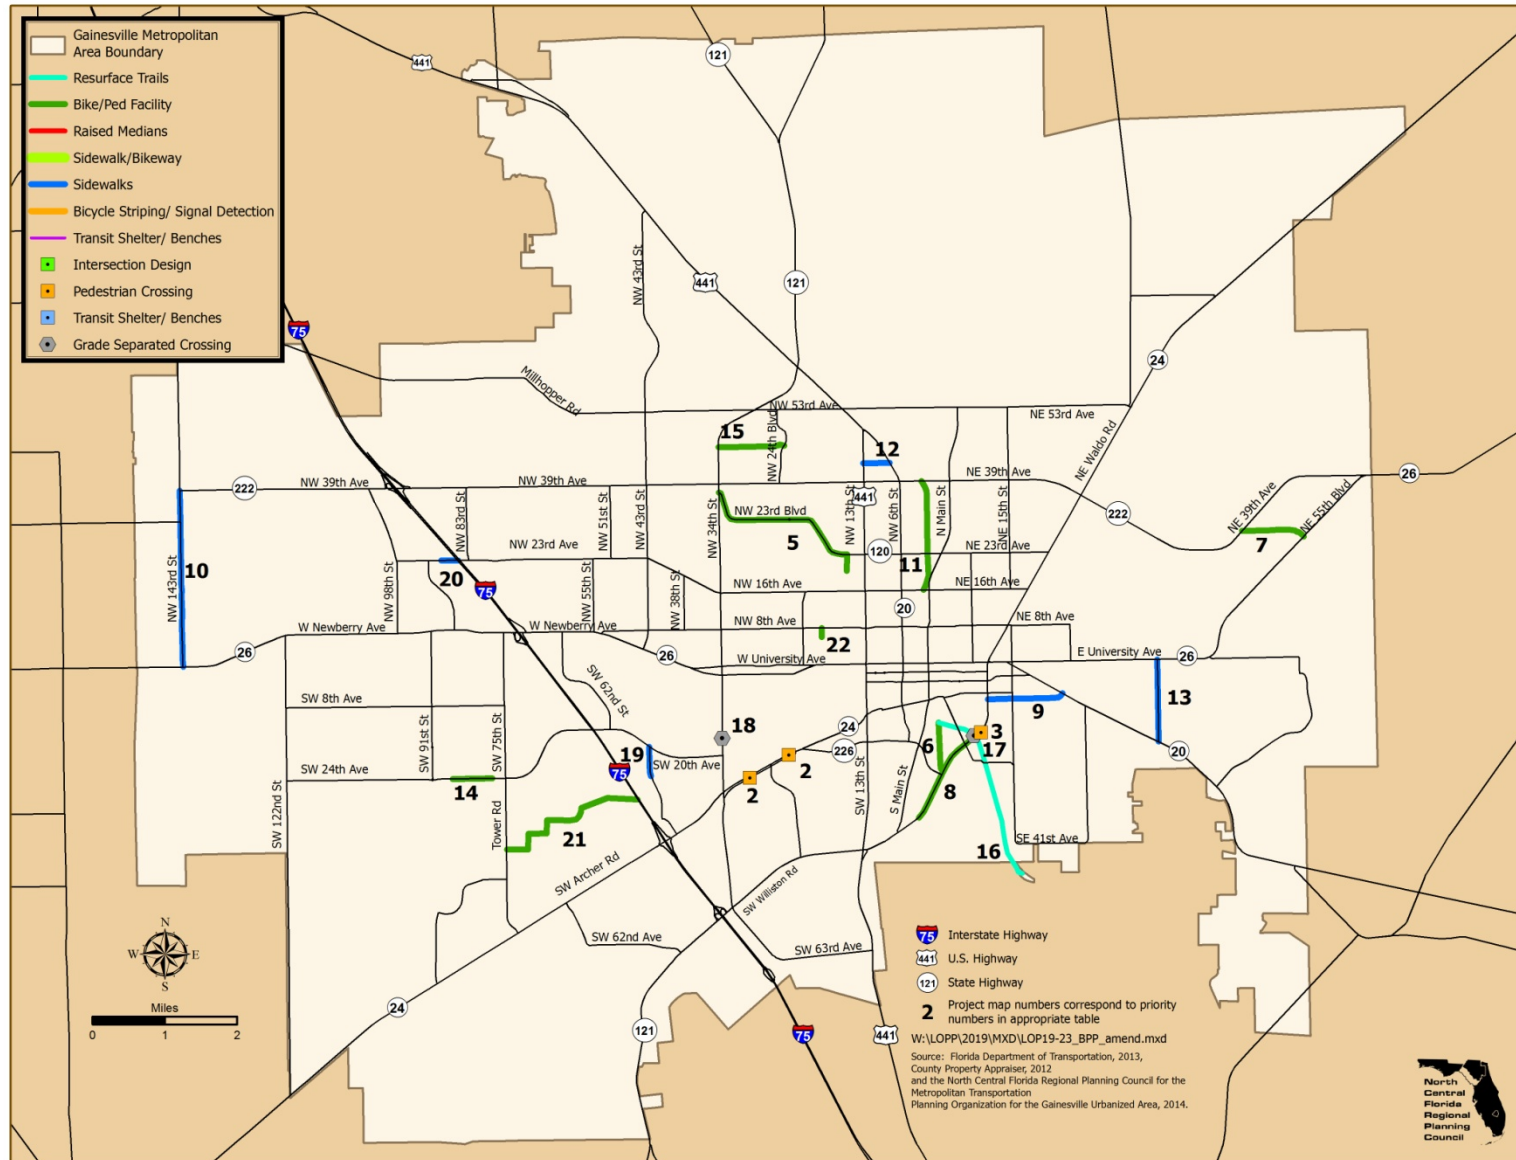 Gainesville Metropolitan
Area Boundary
Resurface Trails
Bike/Ped Facility
Raised Medians
Sidewalk/Bikeway
Sidewalks
Bicycle Striping/ Signal Detection
Transit Shelter/ Benches
Intersection Design
Pedestrian Crossing
Transit Shelter/ Benches
Grade Separated Crossing
441
121
75
NW 43rd St
441
121
24
Millhopper Rd
NW 53rd Ave
NE 53rd Ave
NW 24th Blvd
15
12
NE Waldo Rd
26
222
NW 39th Ave
NW 39th Ave
NE 39th Ave
441
222
NW 143rd St
10
NW 83rd St
NW 51st St
NW 43rd St
NW 34th St
NW 23rd Blvd
5
NW 13th St
NW 6th St
N Main St
NE 15th St
NE 39th Ave
NE 55th Blvd
7
NW 23rd Ave
120
NE 23rd Ave
20
11
75
NW 98th St
NW 55th St
NW 38th St
NW 16th Ave
NE 16th Ave
20
W Newberry Ave
W Newberry Ave
NW 8th Ave
NE 8th Ave
22
26
26
W University Ave
E University Ave
26
SW 8th Ave
SW 62nd St
13
9
SW 91st St
SW 75th St
18
24
3
17
6
226
20
19
SW 20th Ave
75
2
2
SW 24th Ave
14
SW 13th St
S Main St
8
SW 122nd St
Tower Rd
21
SE 41st Ave
16
SW Archer Rd
SW Williston Rd
SW 62nd Ave
SW 63rd Ave
24
121
75
441
N
W
E
S
Miles
0
1
2
75
Interstate Highway
441
U.S. Highway
121
State Highway
2
Project map numbers correspond to priority
numbers in appropriate table
W:\LOPP\2019\MXD\LOP19-23_BPP_amend.mxd
Source: Florida Department of Transportation, 2013,
County Property Appraiser, 2012
and the North Central Florida Regional Planning Council for the
Metropolitan Transportation
Planning Organization for the Gainesville Urbanized Area, 2014.
North
Central
Florida
Regional
Planning
Council